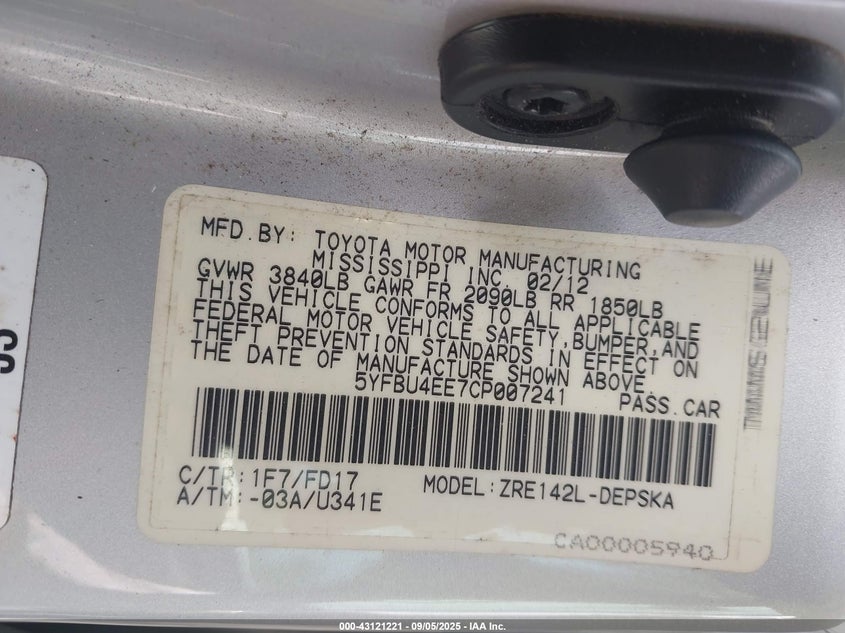 MFD.BY: TOYOTA MOTOR MANUFACTURING
MISSISSIPPI INC. 02/12
GVWR 3840LB GAWR FR 2090LB RR 1850LB
THIS VEHICLE CONFORMS TO ALL APPLICABLE
FEDERAL MOTOR VEHICLE SAFETY,BUMPER,AND
THEFT PREVENTION STANDARDS IN EFFECT ON
THE DATE OF MANUFACTURE SHOWN ABOVE.
5YFBU4EE7CP007241 PASS.CAR
C/TR:1F7/FD17 MODEL:ZRE142L-DEPSKA
A/TM:-03A/U341E
CA00005940
000-43121221 - 09/05/2025 - IAA Inc.